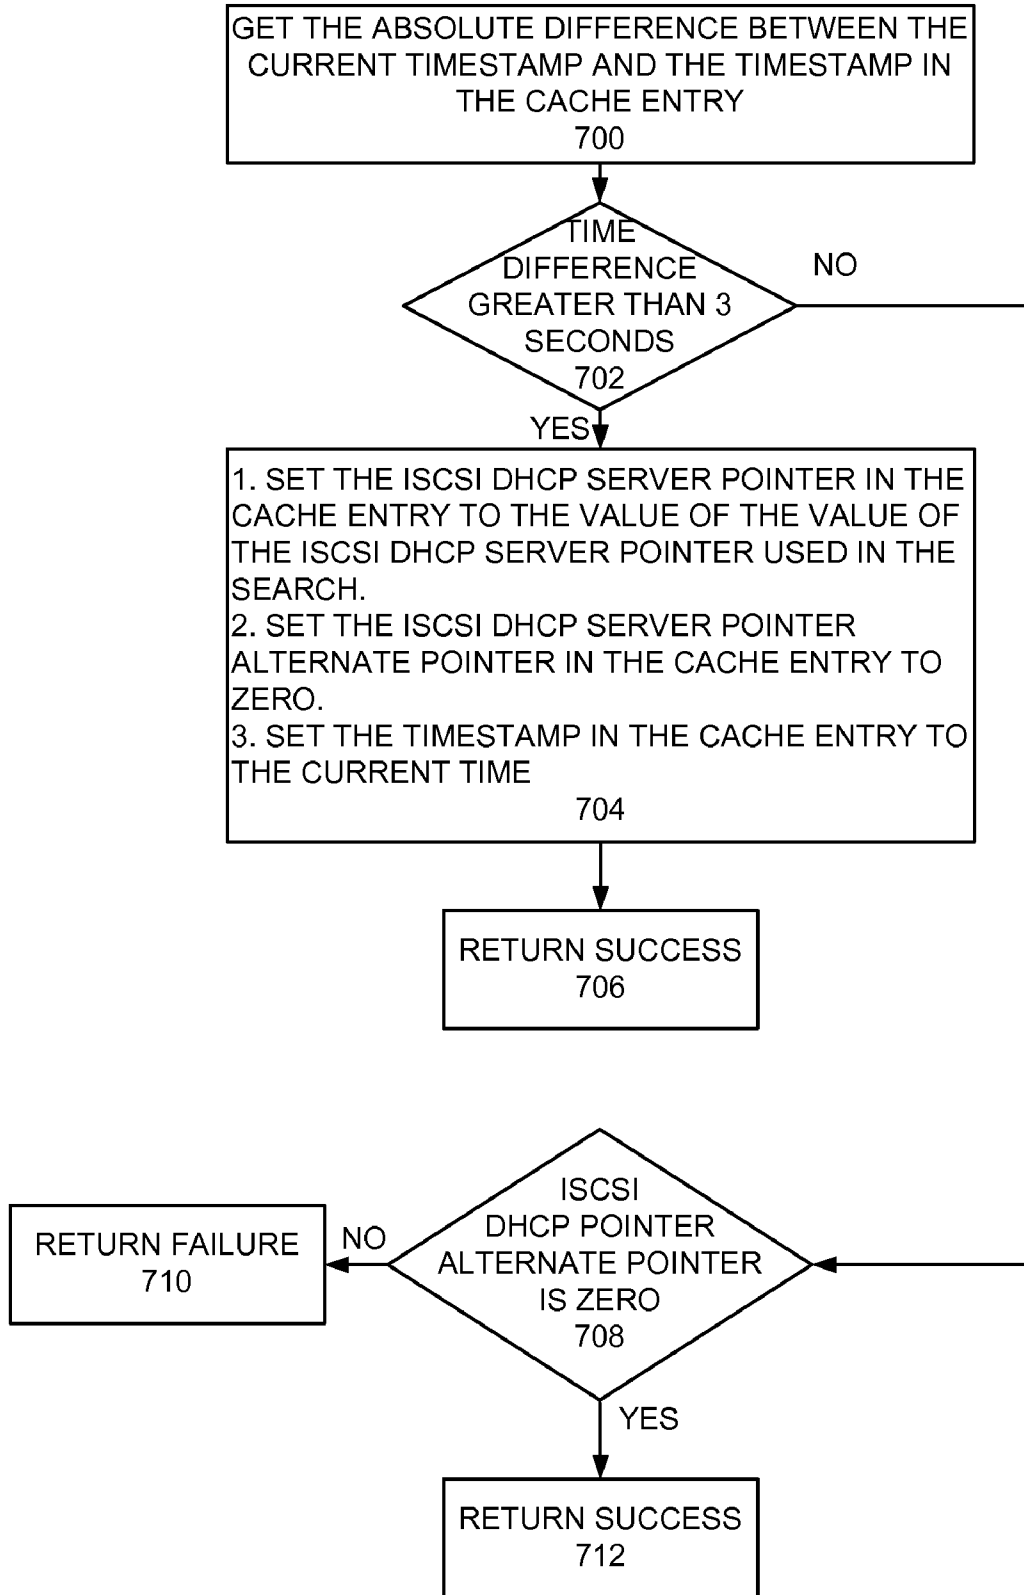 GET THE ABSOLUTE DIFFERENCE BETWEEN THE
CURRENT TIMESTAMP AND THE TIMESTAMP IN
THE CACHE ENTRY
700
TIME
DIFFERENCE
GREATER THAN 3
SECONDS
702
NO
YES
1. SET THE ISCSI DHCP SERVER POINTER IN THE
CACHE ENTRY TO THE VALUE OF THE VALUE OF
THE ISCSI DHCP SERVER POINTER USED IN THE
SEARCH.
2. SET THE ISCSI DHCP SERVER POINTER
ALTERNATE POINTER IN THE CACHE ENTRY TO
ZERO.
3. SET THE TIMESTAMP IN THE CACHE ENTRY TO
THE CURRENT TIME
704
RETURN SUCCESS
706
ISCSI
DHCP POINTER
ALTERNATE POINTER
IS ZERO
708
NO
RETURN FAILURE
710
YES
RETURN SUCCESS
712